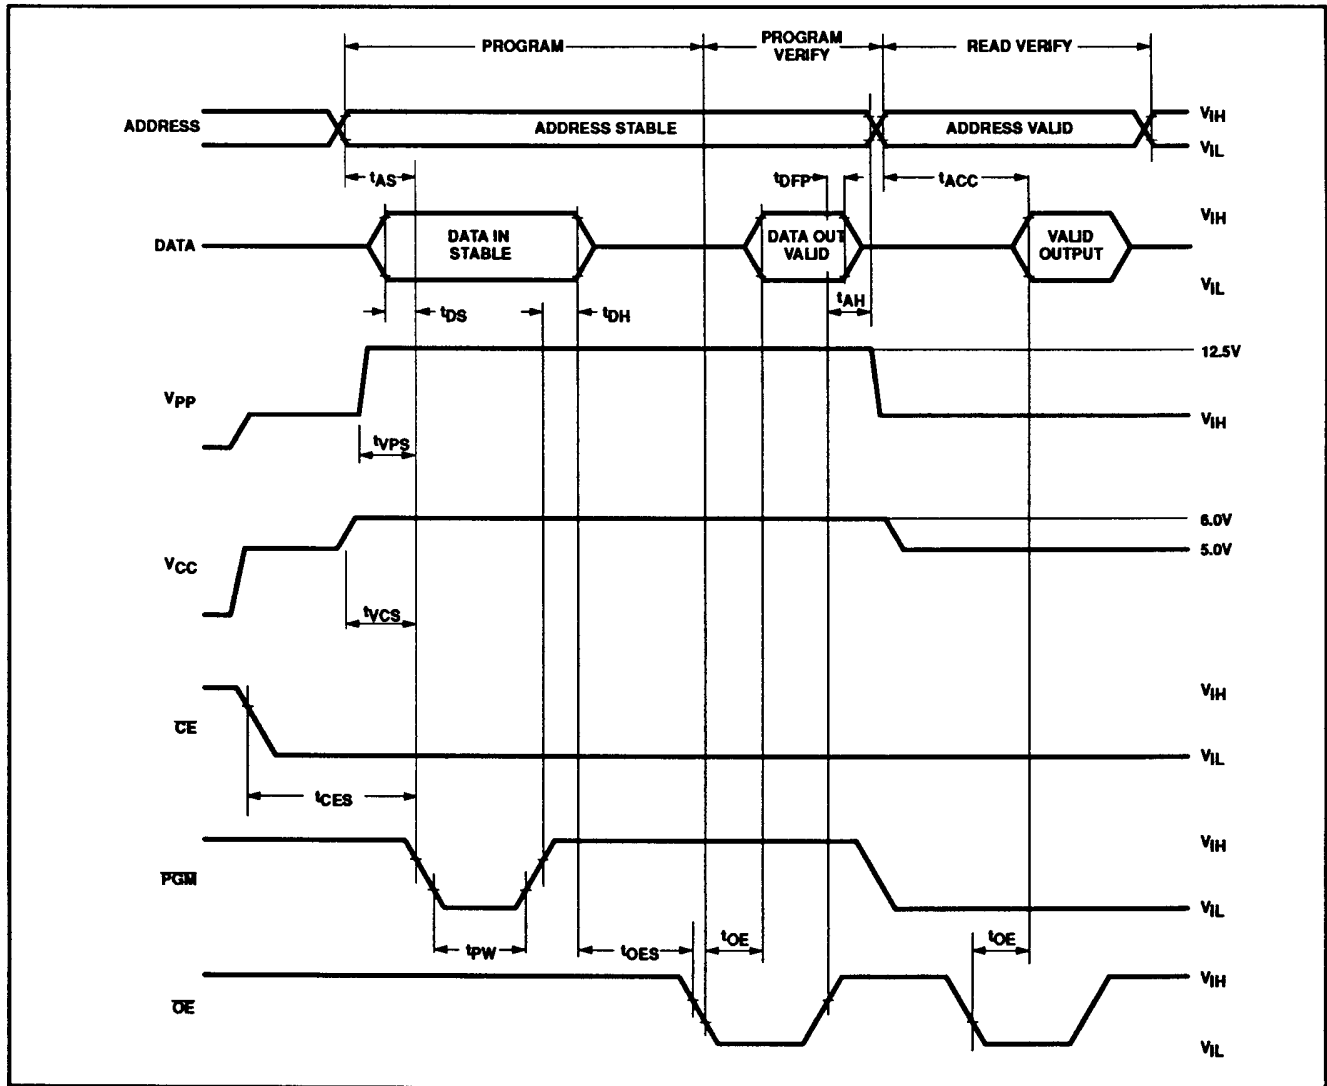 PROGRAM
PROGRAM
VERIFY
READ VERIFY
ADDRESS
ADDRESS STABLE
ADDRESS VALID
VIH
VIL
tAS
tDFP
tACC
DATA
DATA IN
STABLE
DATA OUT
VALID
VALID
OUTPUT
VIH
VIL
tDS
tDH
tAH
VPP
12.5V
VIH
tVPS
VCC
6.0V
5.0V
tVCS
CE
VIH
VIL
tCES
PGM
VIH
VIL
tPW
tOES
tOE
tOE
OE
VIH
VIL